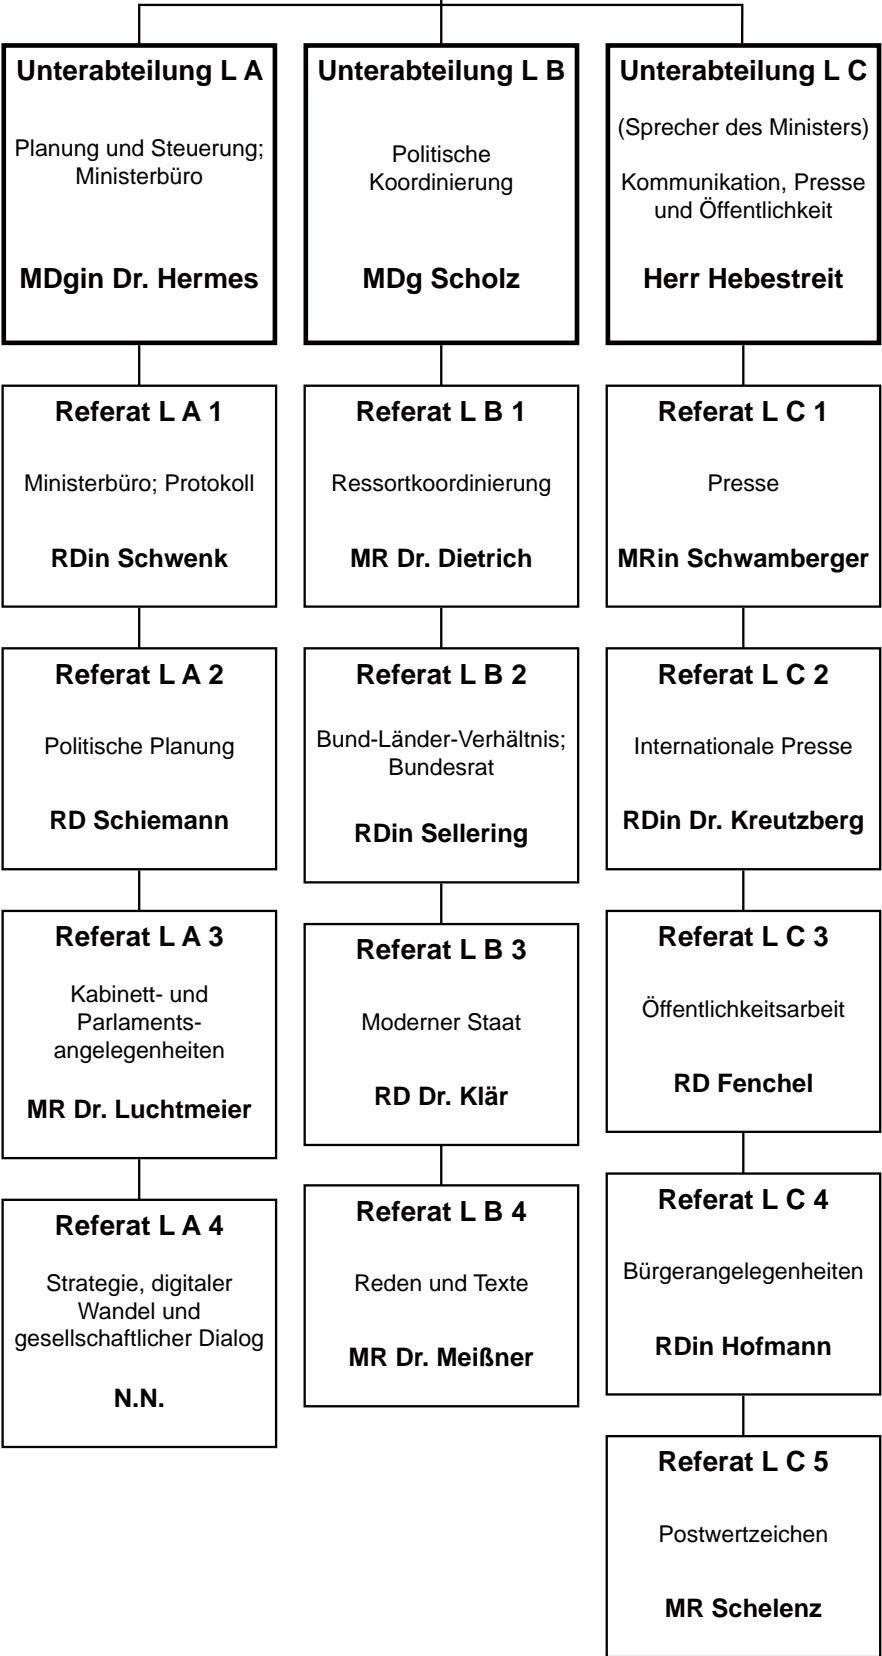 Unterabteilung L A
Planung und Steuerung;
Ministerbüro
MDgin Dr. Hermes
Referat L A 1
Ministerbüro; Protokoll
RDin Schwenk
Referat L A 2
Politische Planung
RD Schiemann
Referat L A 3
Kabinett- und
Parlaments-
angelegenheiten
MR Dr. Luchtmeier
Referat L A 4
Strategie, digitaler
Wandel und
gesellschaftlicher Dialog
N.N.
Unterabteilung L B
Politische
Koordinierung
MDg Scholz
Referat L B 1
Ressortkoordinierung
MR Dr. Dietrich
Referat L B 2
Bund-Länder-Verhältnis;
Bundesrat
RDin Sellering
Referat L B 3
Moderner Staat
RD Dr. Klär
Referat L B 4
Reden und Texte
MR Dr. Meißner
Unterabteilung L C
(Sprecher des Ministers)
Kommunikation, Presse
und Öffentlichkeit
Herr Hebestreit
Referat L C 1
Presse
MRin Schwamberger
Referat L C 2
Internationale Presse
RDin Dr. Kreutzberg
Referat L C 3
Öffentlichkeitsarbeit
RD Fenchel
Referat L C 4
Bürgerangelegenheiten
RDin Hofmann
Referat L C 5
Postwertzeichen
MR Schelenz